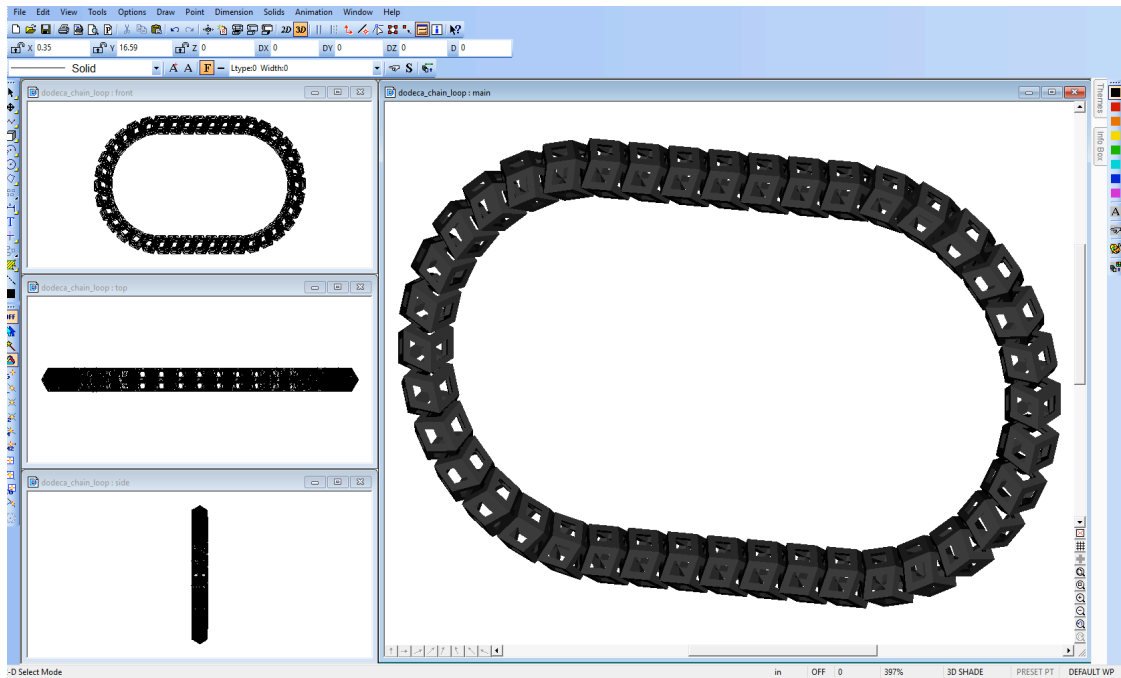 File Edit View Tools Options Draw Point Dimension Solids Animation Window Help
2D 3D
X 0.35 Y 16.59 Z 0 DX 0 DY 0 DZ 0 D 0
Solid A A F Ltype:0 Width:0 S
dodeca_chain_loop : front
dodeca_chain_loop : main
Themes
Info Box
dodeca_chain_loop : top
dodeca_chain_loop : side
-D Select Mode in OFF 0 397% 3D SHADE PRESET PT DEFAULT WP